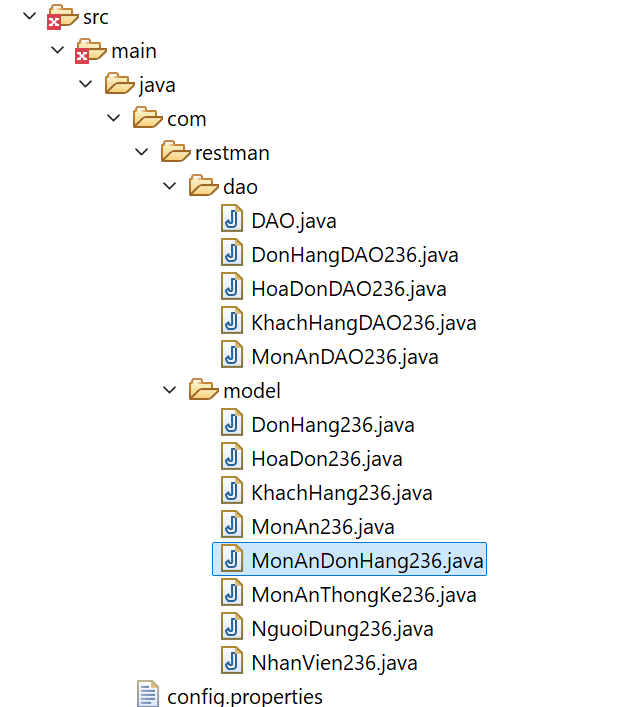 src
main
java
com
restman
dao
DAO.java
DonHangDAO236.java
HoaDonDAO236.java
KhachHangDAO236.java
MonAnDAO236.java
model
DonHang236.java
HoaDon236.java
KhachHang236.java
MonAn236.java
MonAnDonHang236.java
MonAnThongKe236.java
NguoiDung236.java
NhanVien236.java
config.properties